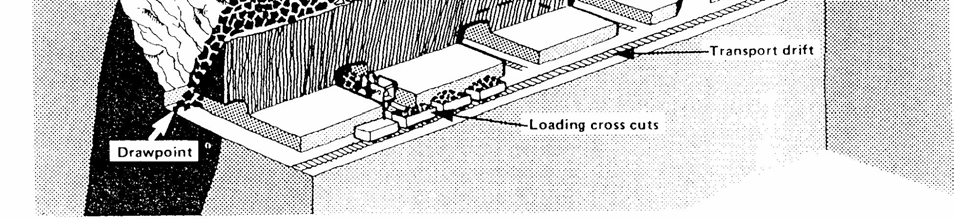 Transport drift
Loading cross cuts
Drawpoint